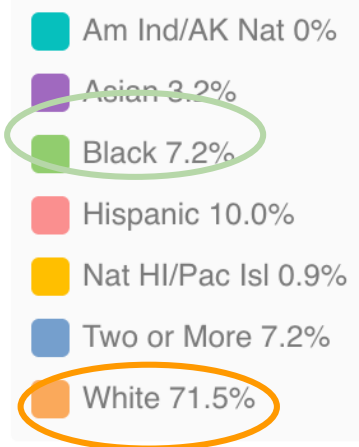 Am Ind/AK Nat 0%
Asian 3.2%
Black 7.2%
Hispanic 10.0%
Nat HI/Pac Isl 0.9%
Two or More 7.2%
White 71.5%